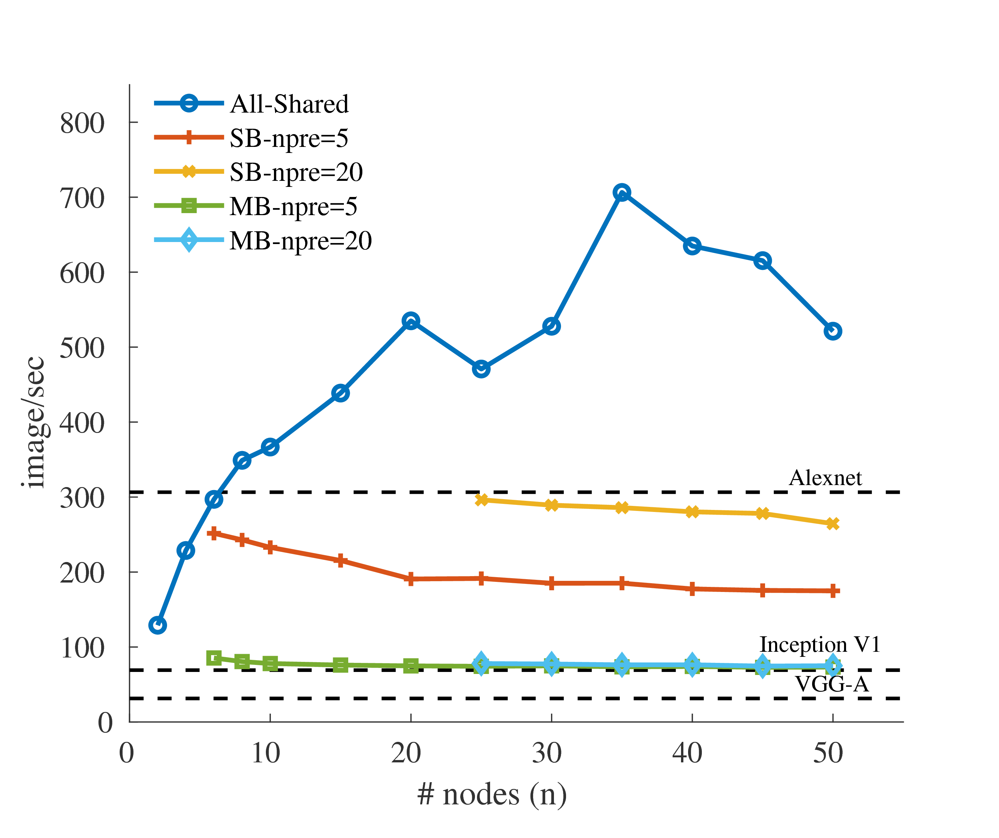 All-Shared
SB-npre=5
SB-npre=20
MB-npre=5
MB-npre=20
800
700
600
500
400
300
200
100
0
image/sec
Alexnet
Inception V1
VGG-A
0 10 20 30 40 50
# nodes (n)